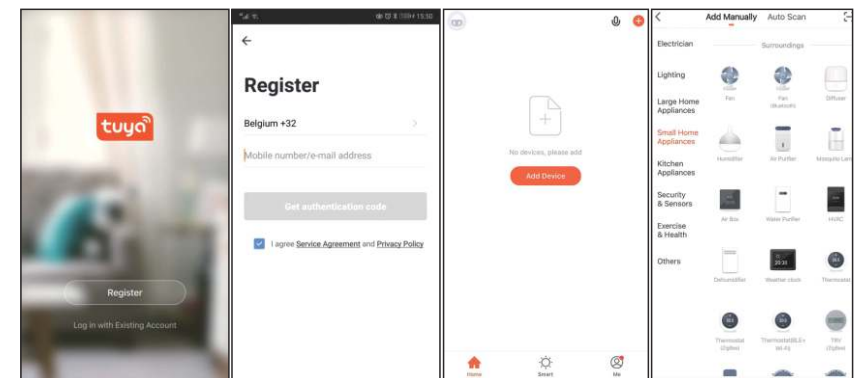 tuya
Register
Log in with Existing Account
15:50
Register
Belgium +32
Mobile number/e-mail address
Get authentication code
I agree Service Agreement and Privacy Policy
No devices, please add
Add Device
Home
Smart
Me
Add Manually
Auto Scan
Electrician
Lighting
Large Home
Appliances
Small Home
Appliances
Kitchen
Appliances
Security
& Sensors
Exercise
& Health
Others
Surroundings
Fan
Fan
(Bluetooth)
Diffuser
Humidifier
Air Purifier
Mosquito Lam
Air Box
Water Purifier
HVAC
Dehumidifier
Weather clock
Thermostat
Thermostat
(ZigBee)
Thermostat(BLE+
Wi-Fi)
TRV
(ZigBee)